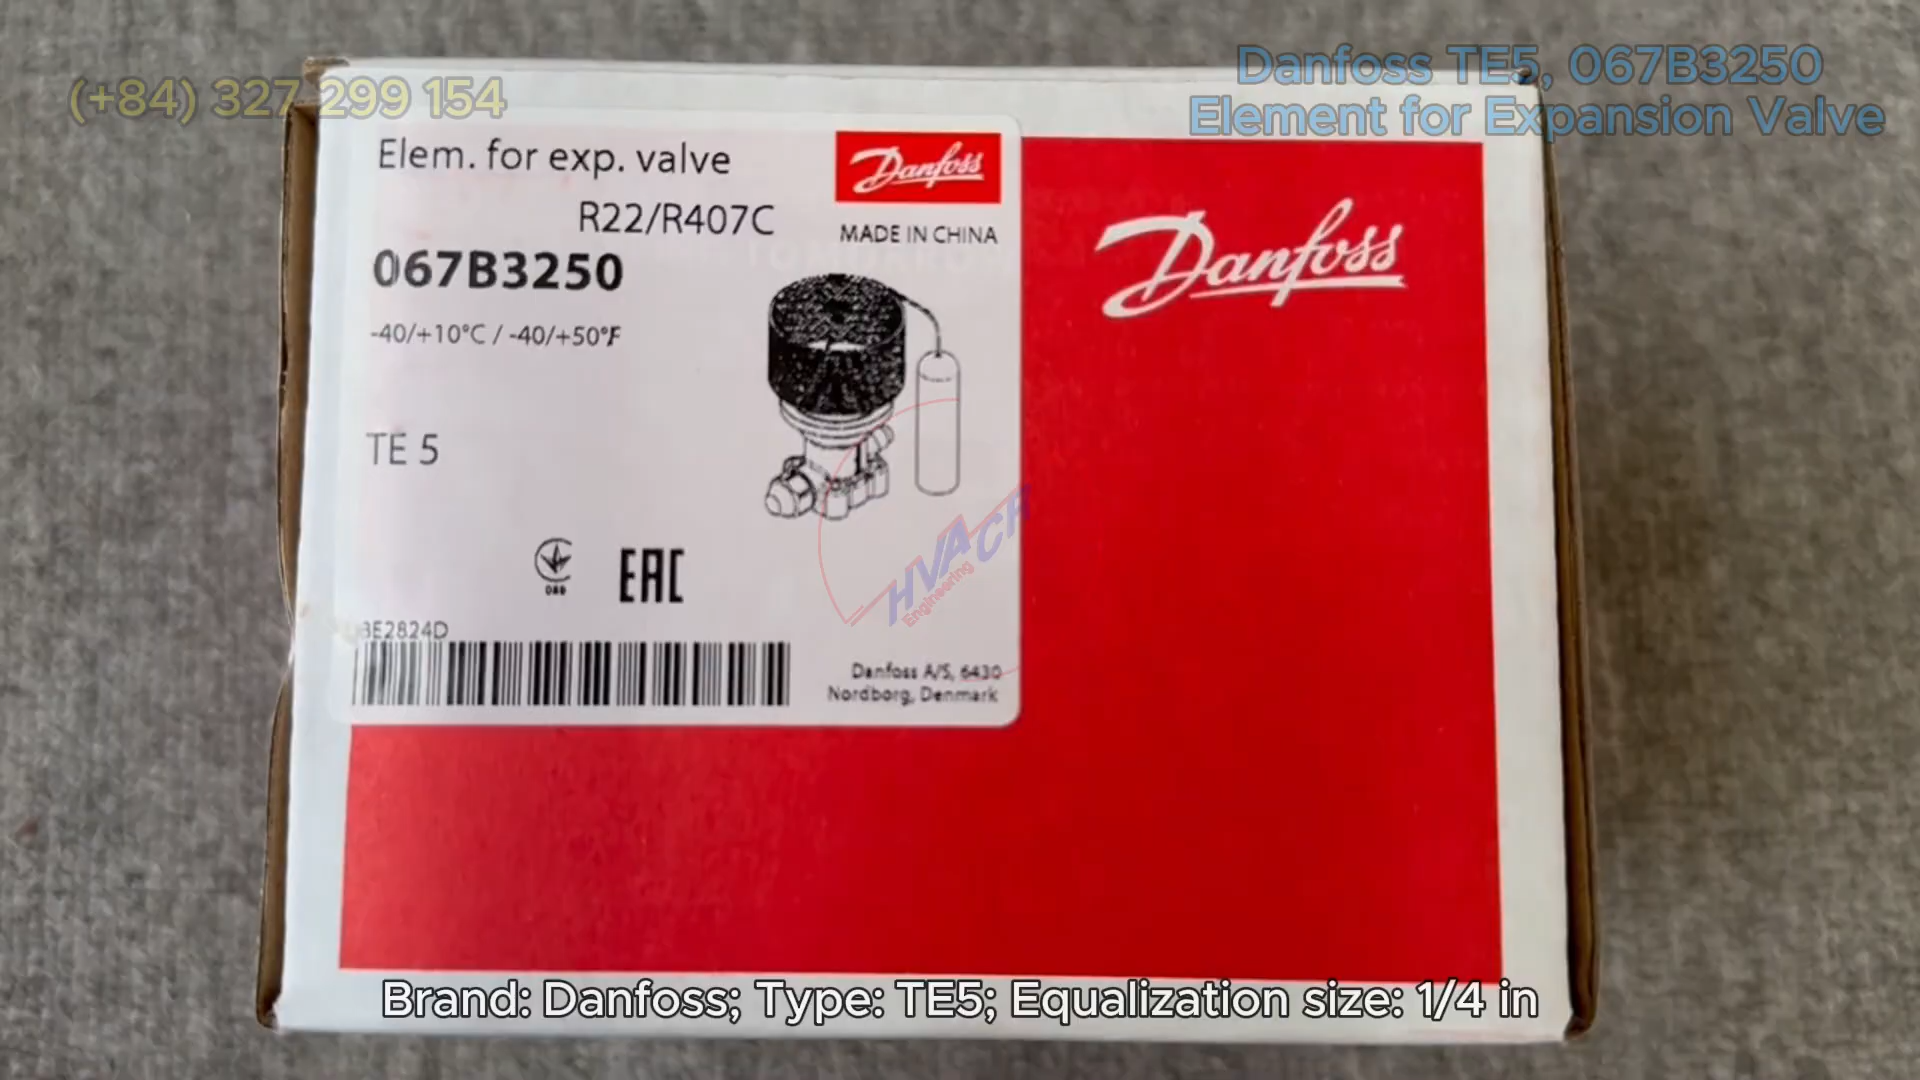 (+84) 327 299 154
Danfoss TE5, 067B3250
Element for Expansion Valve
Elem. for exp. valve
R22/R407C
067B3250
-40/+10°C / -40/+50°F
TE 5
Danfoss
MADE IN CHINA
Danfoss
EAC
HVACR
Engineering
Danfoss A/S, 6430
Nordborg, Denmark
Brand: Danfoss; Type: TE5; Equalization size: 1/4 in